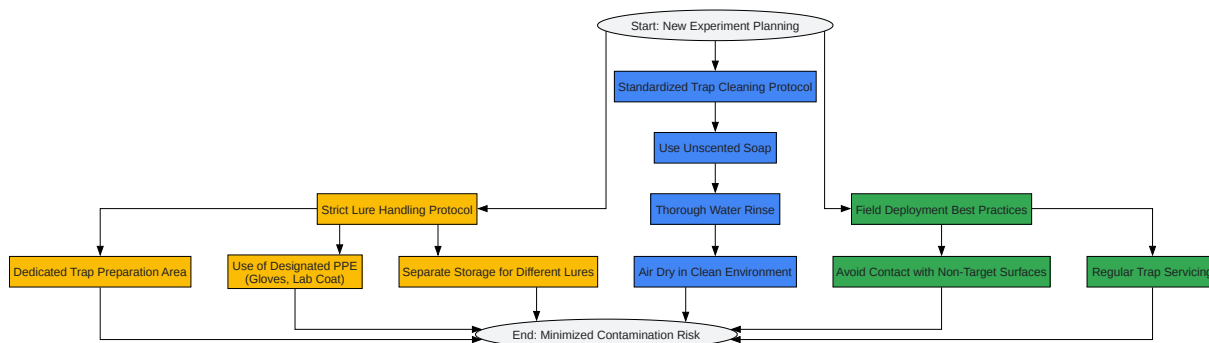 Start: New Experiment Planning
Standardized Trap Cleaning Protocol
Use Unscented Soap
Strict Lure Handling Protocol
Thorough Water Rinse
Field Deployment Best Practices
Dedicated Trap Preparation Area
Use of Designated PPE
(Gloves, Lab Coat)
Separate Storage for Different Lures
Air Dry in Clean Environment
Avoid Contact with Non-Target Surfaces
Regular Trap Servicing
End: Minimized Contamination Risk